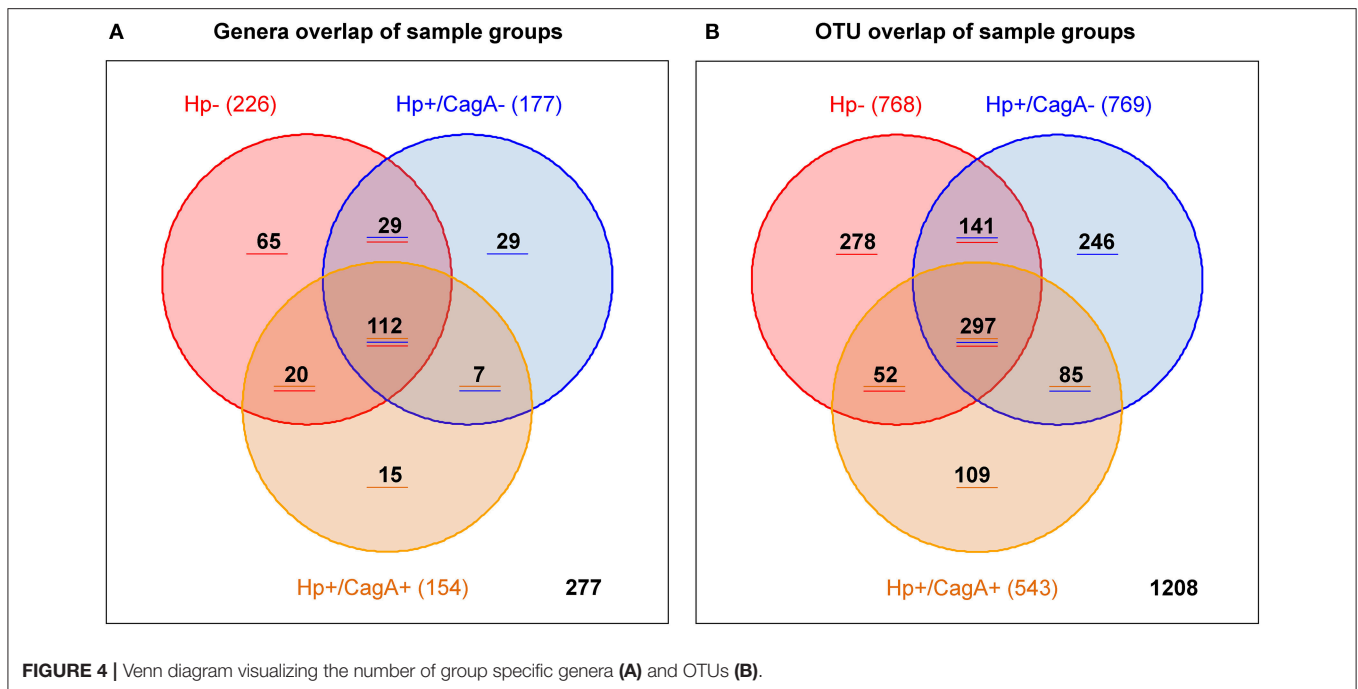 A Genera overlap of sample groups
Hp- (226) Hp+/CagA- (177)
65 29 29
112
20 7
15
Hp+/CagA+ (154) 277
B OTU overlap of sample groups
Hp- (768) Hp+/CagA- (769)
278 141 246
297
52 85
109
Hp+/CagA+ (543) 1208
FIGURE 4 | Venn diagram visualizing the number of group specific genera (A) and OTUs (B).